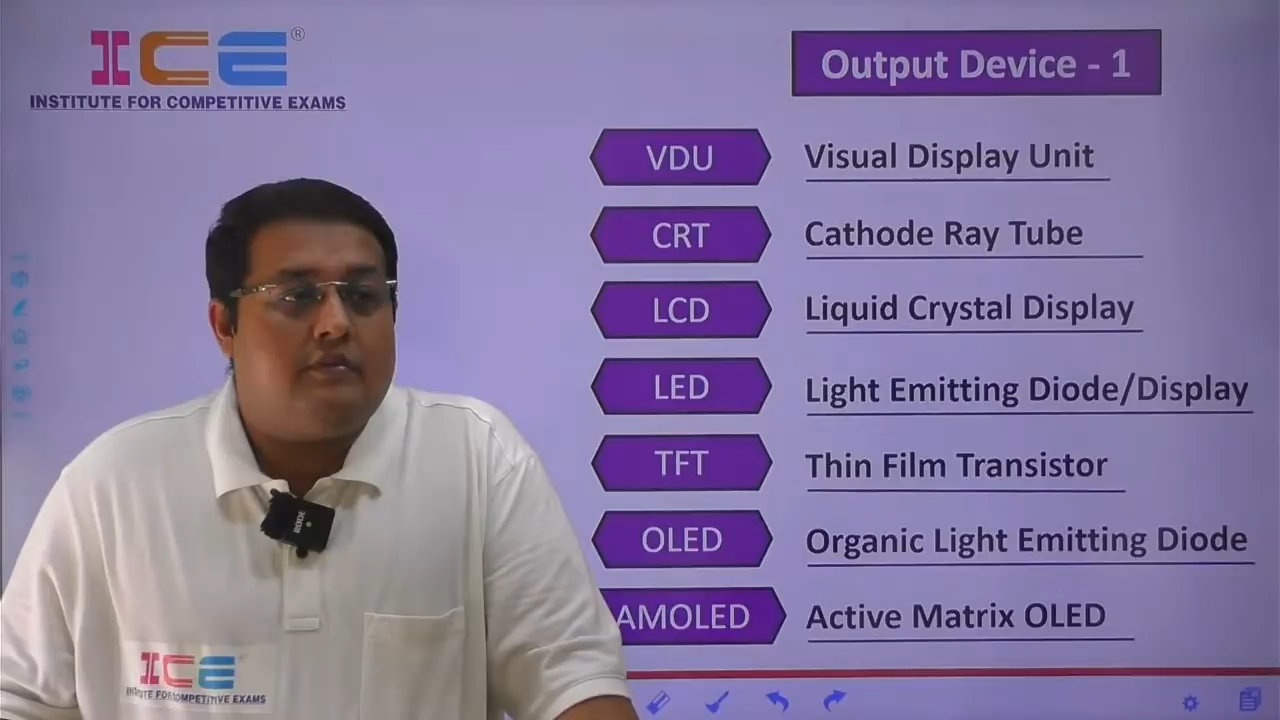 ICE®
INSTITUTE FOR COMPETITIVE EXAMS
Output Device - 1
VDU Visual Display Unit
CRT Cathode Ray Tube
LCD Liquid Crystal Display
LED Light Emitting Diode/Display
TFT Thin Film Transistor
OLED Organic Light Emitting Diode
AMOLED Active Matrix OLED
RODE
ICE
INSTITUTE FOR COMPETITIVE EXAMS